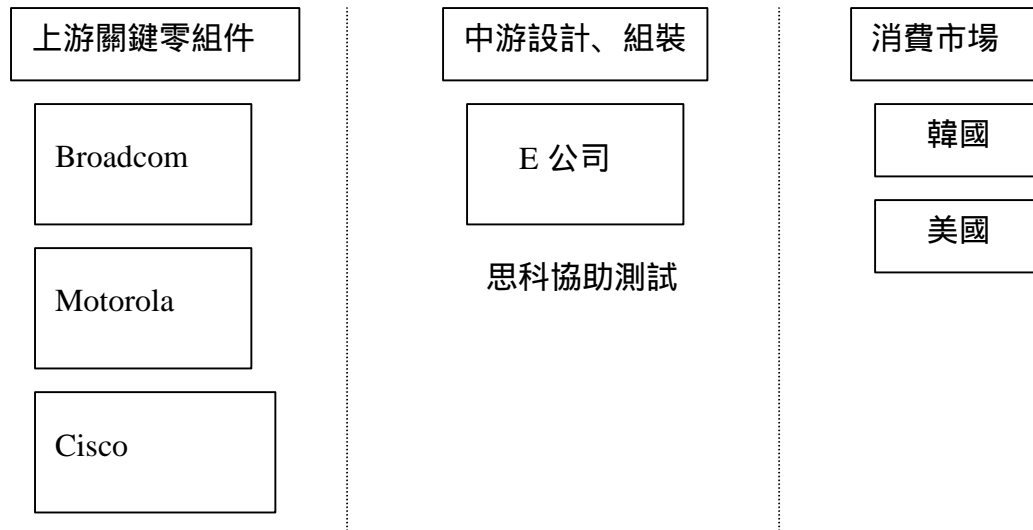 上游關鍵零組件
Broadcom
Motorola
Cisco
中游設計、組裝
E 公司
思科協助測試
消費市場
韓國
美國